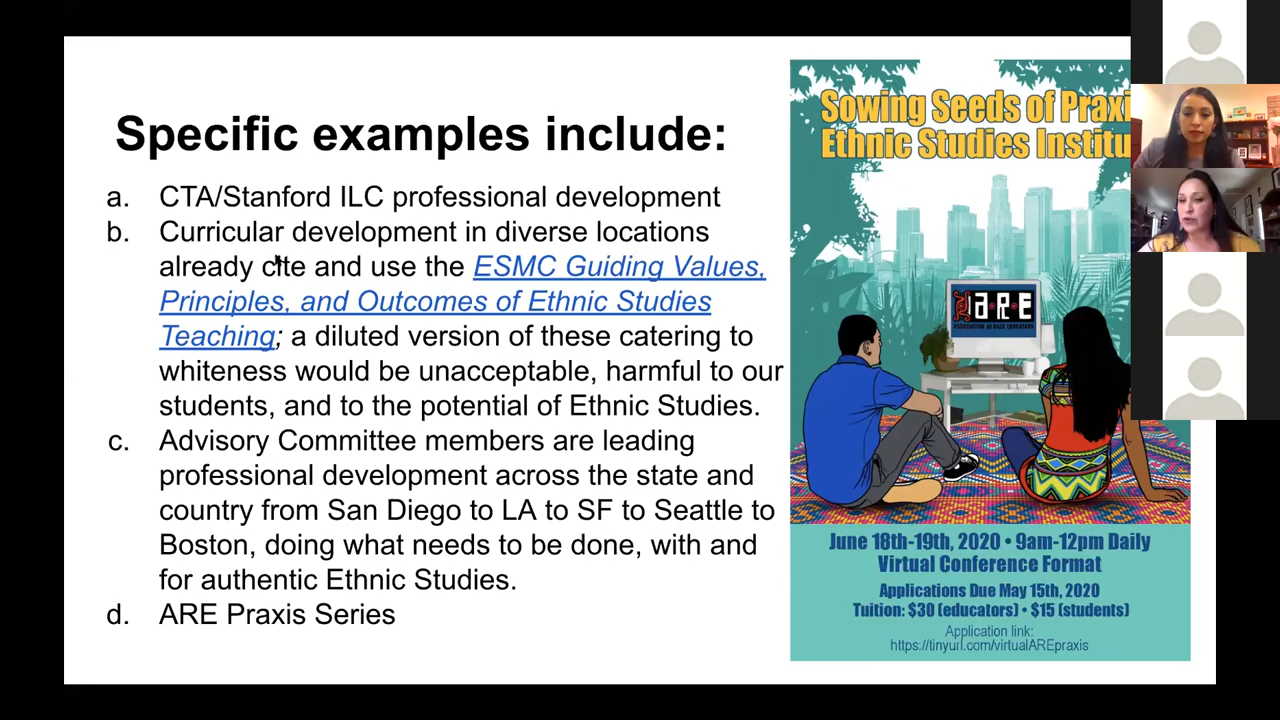 Specific examples include:
a. CTA/Stanford ILC professional development
b. Curricular development in diverse locations
already cite and use the ESMC Guiding Values,
Principles, and Outcomes of Ethnic Studies
Teaching; a diluted version of these catering to
whiteness would be unacceptable, harmful to our
students, and to the potential of Ethnic Studies.
c. Advisory Committee members are leading
professional development across the state and
country from San Diego to LA to SF to Seattle to
Boston, doing what needs to be done, with and
for authentic Ethnic Studies.
d. ARE Praxis Series
Sowing Seeds of Praxi
Ethnic Studies Institu
a·R·E
ASSOCIATION OF RAZA EDUCATORS
June 18th-19th, 2020 • 9am-12pm Daily
Virtual Conference Format
Applications Due May 15th, 2020
Tuition: $30 (educators) • $15 (students)
Application link:
https://tinyurl.com/virtualAREpraxis